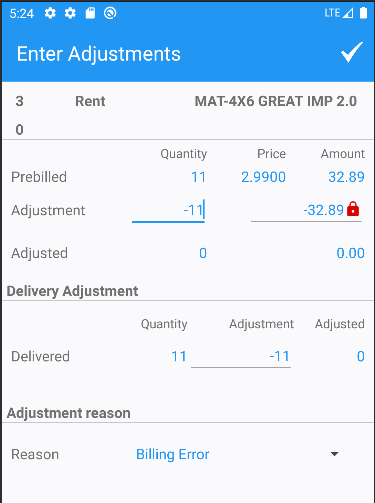 5:24 LTE
Enter Adjustments
3 Rent MAT-4X6 GREAT IMP 2.0
0
Quantity Price Amount
Prebilled 11 2.9900 32.89
Adjustment -11 -32.89
Adjusted 0 0.00
Delivery Adjustment
Quantity Adjustment Adjusted
Delivered 11 -11 0
Adjustment reason
Reason Billing Error